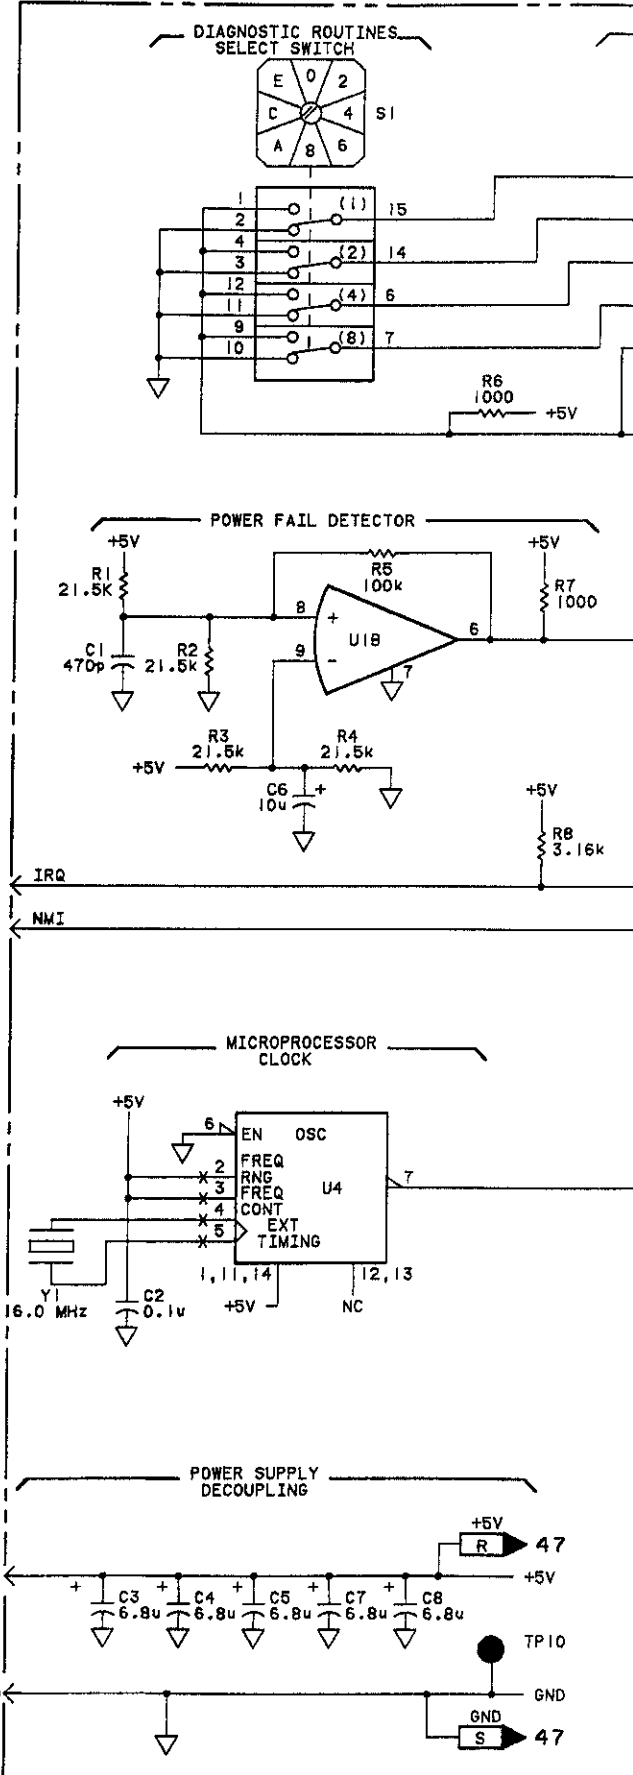 DIAGNOSTIC ROUTINES
SELECT SWITCH
E 0 2
C 4 S1
A 8 6
1 (1) 15
2
4 (2) 14
3
12 (4) 6
11
9 (8) 7
10
R6
1000
+5V
POWER FAIL DETECTOR
+5V
R1
21.5K
R5
100k
+5V
R7
1000
8 + U1B 6
9 -
7
C1
470p
R2
21.5k
R3
21.5k
R4
21.5k
+5V
C6
10u
+
+5V
R8
3.16k
IRQ
NMI
MICROPROCESSOR
CLOCK
+5V
6 EN OSC
2 FREQ
RNG
3 FREQ
4 CONT
5 EXT
TIMING
U4
7
1,11,14
+5V
12,13
NC
Y1
6.0 MHz
C2
0.1u
POWER SUPPLY
DECOUPLING
+5V
R 47
+5V
+ C3
6.8u
+ C4
6.8u
+ C5
6.8u
+ C7
6.8u
+ C8
6.8u
TP10
GND
GND
S 47